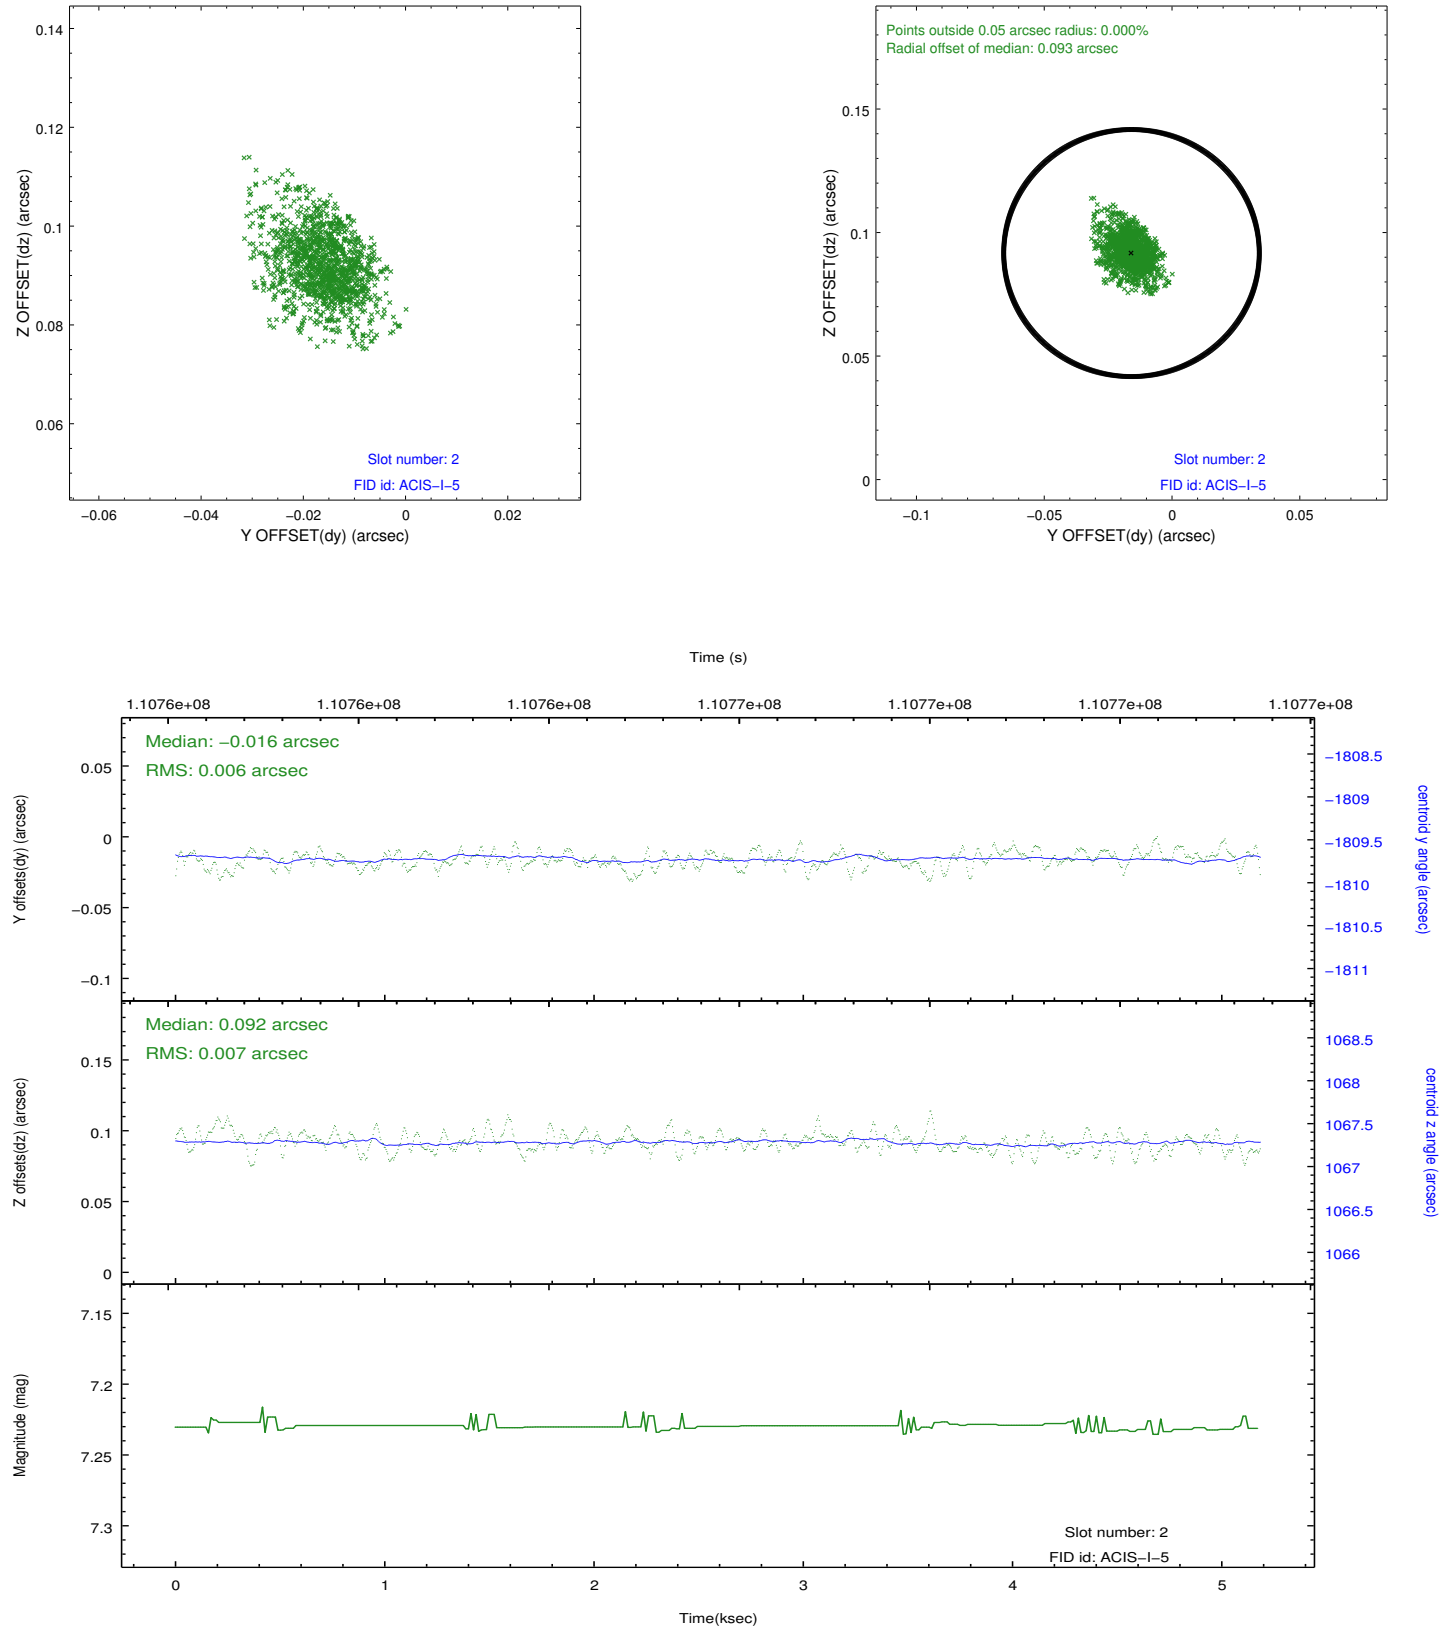 0.14
0.12
0.1
0.08
0.06
Z OFFSET(dz) (arcsec)
Slot number: 2
FID id: ACIS−I−5
−0.06
−0.04
−0.02
0
0.02
Y OFFSET(dy) (arcsec)
Points outside 0.05 arcsec radius: 0.000%
Radial offset of median: 0.093 arcsec
0.15
0.1
0.05
0
Z OFFSET(dz) (arcsec)
Slot number: 2
FID id: ACIS−I−5
−0.1
−0.05
0
0.05
Y OFFSET(dy) (arcsec)
Time (s)
1.1076e+08
1.1076e+08
1.1076e+08
1.1077e+08
1.1077e+08
1.1077e+08
1.1077e+08
Median: −0.016 arcsec
RMS: 0.006 arcsec
0.05
0
−0.05
−0.1
Y offsets(dy) (arcsec)
−1808.5
−1809
−1809.5
−1810
−1810.5
−1811
centroid y angle (arcsec)
Median: 0.092 arcsec
RMS: 0.007 arcsec
0.15
0.1
0.05
0
Z offsets(dz) (arcsec)
1068.5
1068
1067.5
1067
1066.5
1066
centroid z angle (arcsec)
7.15
7.2
7.25
7.3
Magnitude (mag)
Slot number: 2
FID id: ACIS−I−5
0
1
2
3
4
5
Time(ksec)